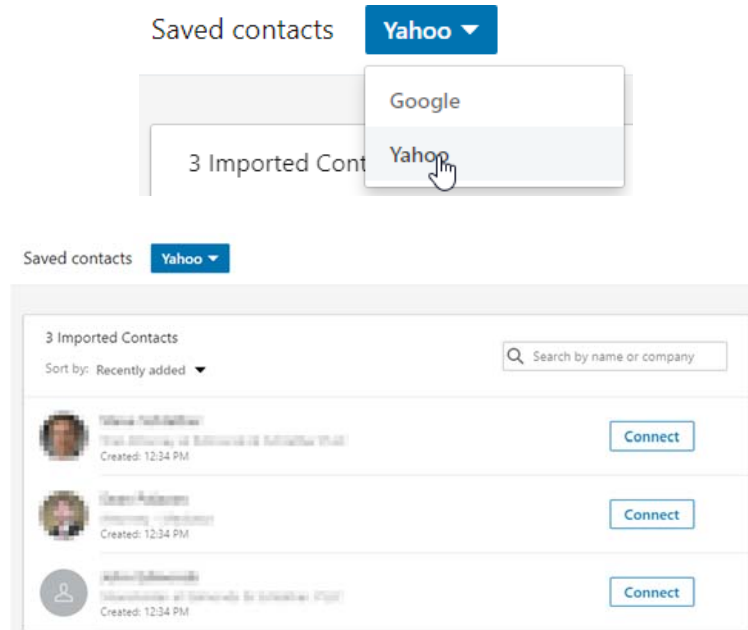 Saved contacts Yahoo
Google
3 Imported Cont Yahoo
Saved contacts Yahoo
3 Imported Contacts
Sort by: Recently added
Search by name or company
Connect
Created: 12:34 PM
Connect
Created: 12:34 PM
Connect
Created: 12:34 PM